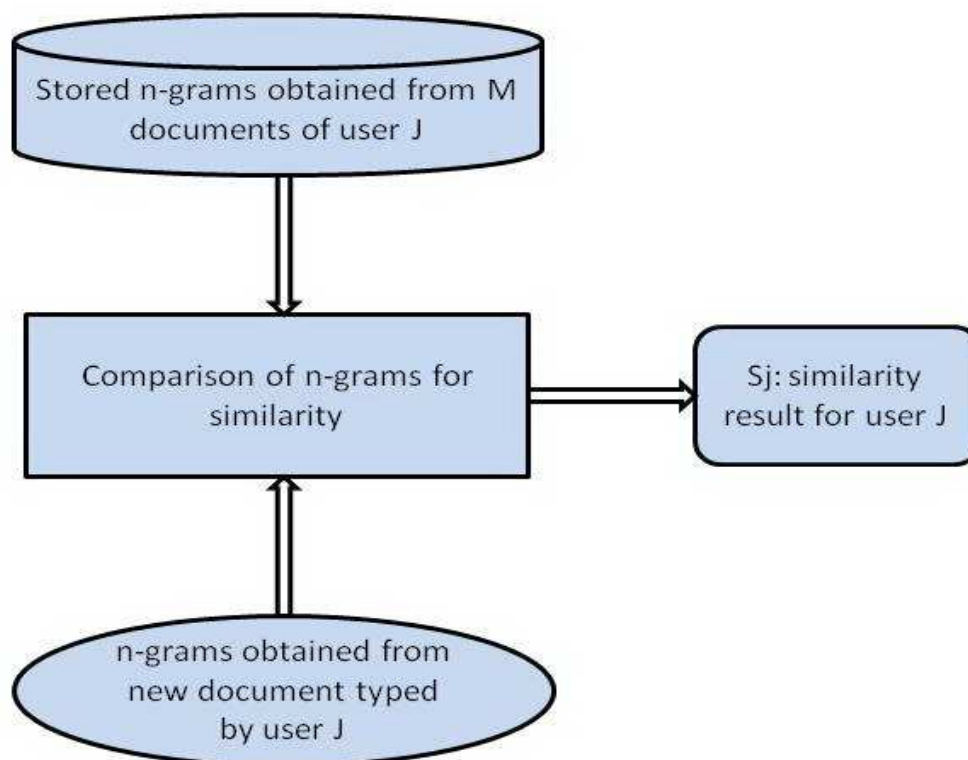 Stored n-grams obtained from M
documents of user J
Comparison of n-grams for
similarity
Sj: similarity
result for user J
n-grams obtained from
new document typed
by user J